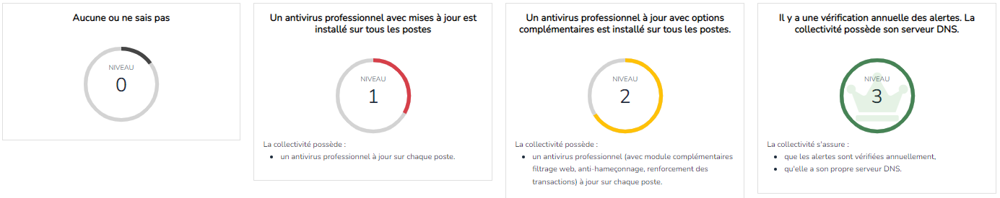 Aucune ou ne sais pas
NIVEAU
0
Un antivirus professionnel avec mises à jour est
installé sur tous les postes
NIVEAU
1
La collectivité possède :
un antivirus professionnel à jour sur chaque poste.
Un antivirus professionnel à jour avec options
complémentaires est installé sur tous les postes.
NIVEAU
2
La collectivité possède :
un antivirus professionnel (avec module complémentaires
filtrage web, anti-hameçonnage, renforcement des
transactions) à jour sur chaque poste.
Il y a une vérification annuelle des alertes. La
collectivité possède son serveur DNS.
NIVEAU
3
La collectivité s'assure :
que les alertes sont vérifiées annuellement,
qu'elle a son propre serveur DNS.